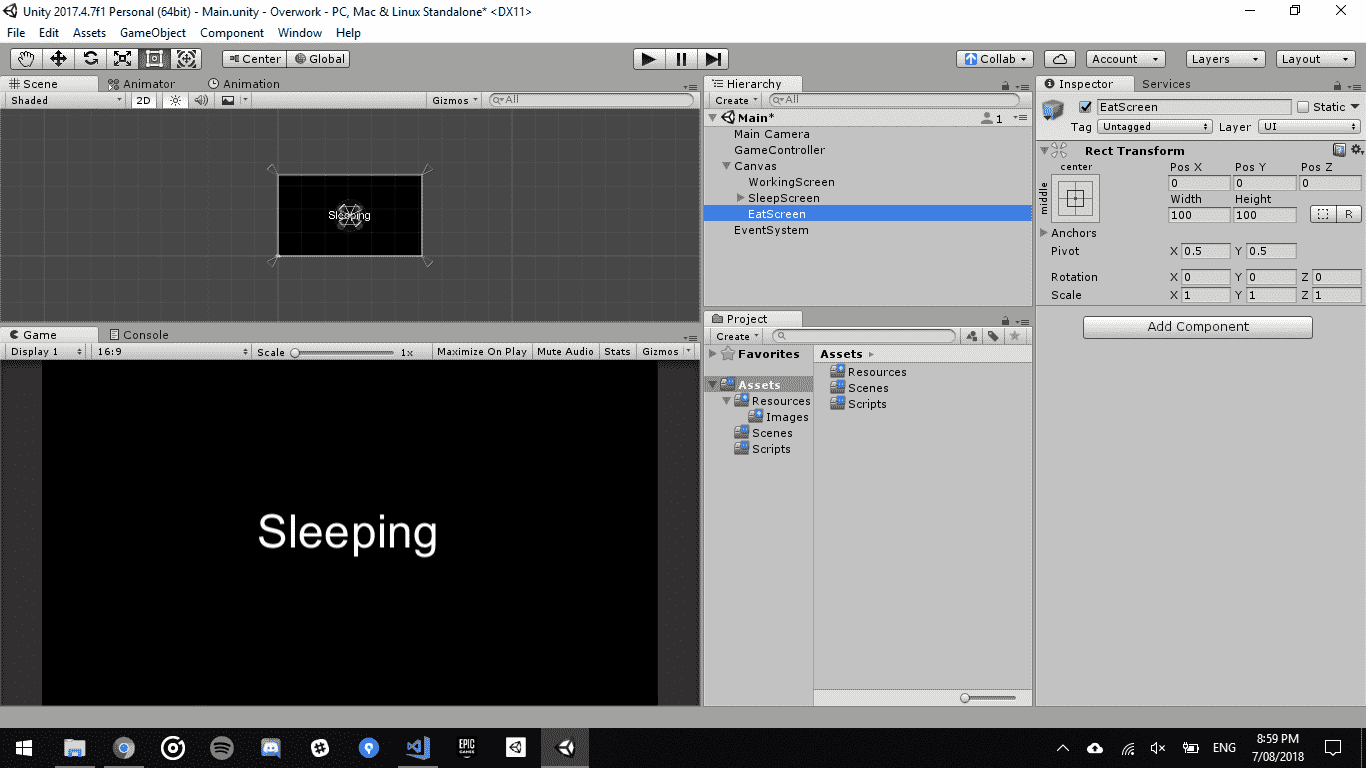 Unity 2017.4.7f1 Personal (64bit) - Main.unity - Overwork - PC, Mac & Linux Standalone* <DX11>
File Edit Assets GameObject Component Window Help
Center Global Collab Account Layers Layout
Scene Animator Animation
Shaded 2D Gizmos All
Sleeping
Game Console
Display 1 16:9 Scale 1x Maximize On Play Mute Audio Stats Gizmos
Sleeping
Hierarchy
Create All
Main* 1
Main Camera
GameController
Canvas
WorkingScreen
SleepScreen
EatScreen
EventSystem
Project
Create
Favorites
Assets
Resources
Images
Scenes
Scripts
Assets
Resources
Scenes
Scripts
Inspector Services
EatScreen Static
Tag Untagged Layer UI
Rect Transform
center
middle
Pos X Pos Y Pos Z
0 0 0
Width Height
100 100 R
Anchors
Pivot X 0.5 Y 0.5
Rotation X 0 Y 0 Z 0
Scale X 1 Y 1 Z 1
Add Component
EPIC GAMES
ENG
8:59 PM
7/08/2018